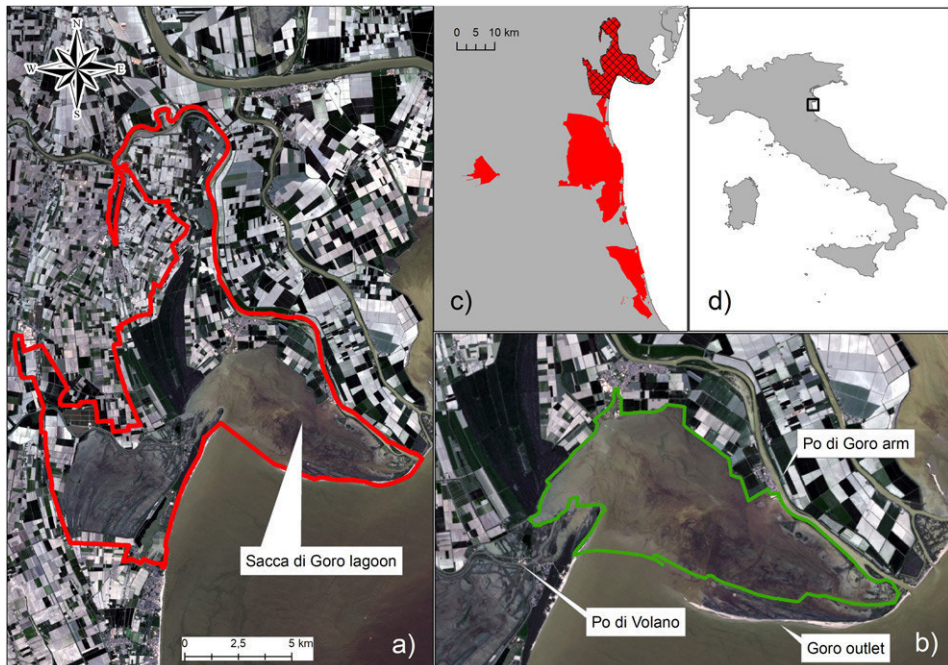 N
W
E
S
Sacca di Goro lagoon
0 2,5 5 km
a)
0 5 10 km
c)
d)
Po di Goro arm
Po di Volano
Goro outlet
b)